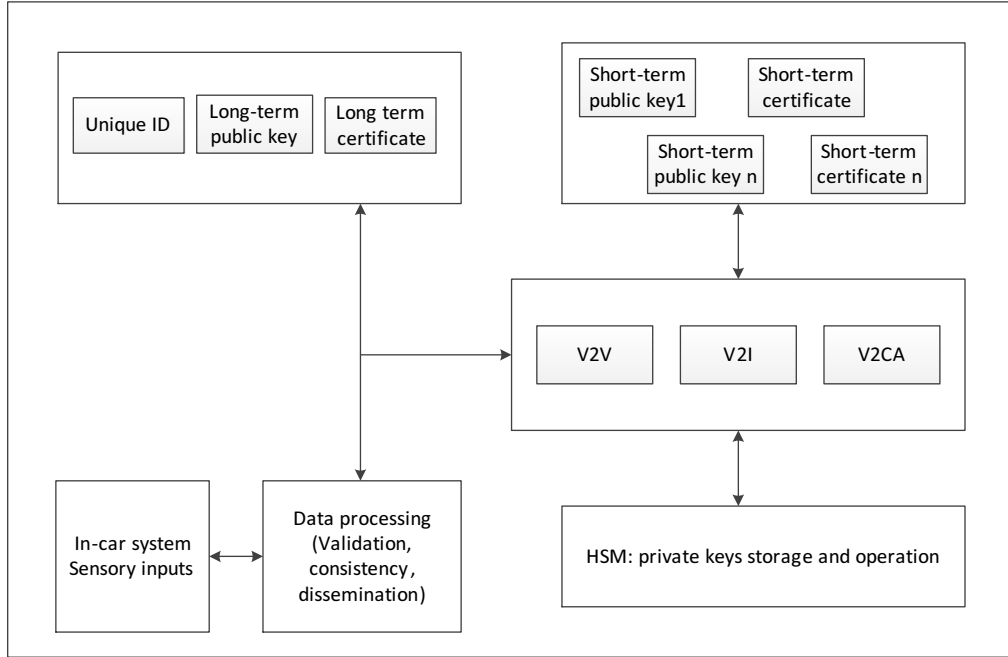 Unique ID
Long-term
public key
Long term
certificate
Short-term
public key1
Short-term
certificate
Short-term
public key n
Short-term
certificate n
V2V
V2I
V2CA
In-car system
Sensory inputs
Data processing
(Validation,
consistency,
dissemination)
HSM: private keys storage and operation